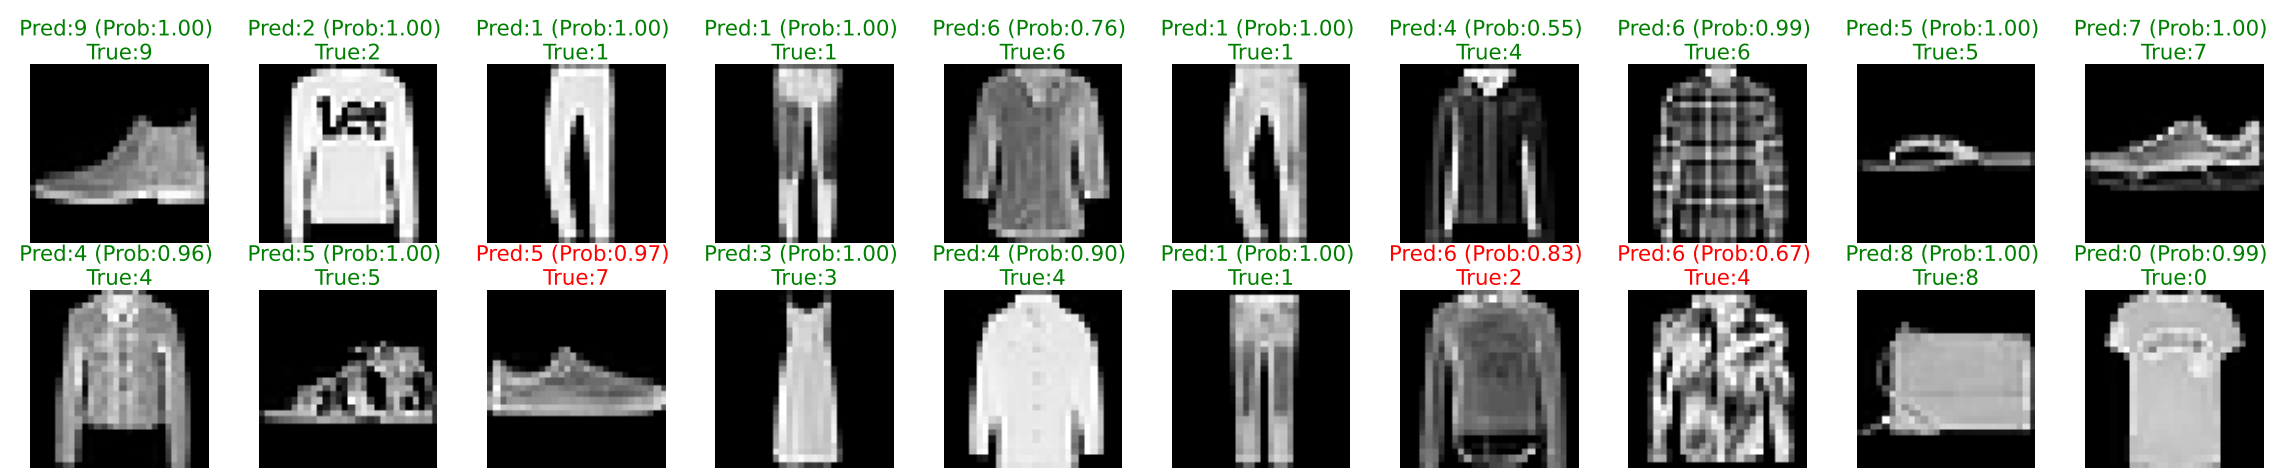 Pred:9 (Prob:1.00) Pred:2 (Prob:1.00) Pred:1 (Prob:1.00) Pred:1 (Prob:1.00) Pred:6 (Prob:0.76) Pred:1 (Prob:1.00) Pred:4 (Prob:0.55) Pred:6 (Prob:0.99) Pred:5 (Prob:1.00) Pred:7 (Prob:1.00)
True:9 True:2 True:1 True:1 True:6 True:1 True:4 True:6 True:5 True:7
Lee
Pred:4 (Prob:0.96) Pred:5 (Prob:1.00) Pred:5 (Prob:0.97) Pred:3 (Prob:1.00) Pred:4 (Prob:0.90) Pred:1 (Prob:1.00) Pred:6 (Prob:0.83) Pred:6 (Prob:0.67) Pred:8 (Prob:1.00) Pred:0 (Prob:0.99)
True:4 True:5 True:7 True:3 True:4 True:1 True:2 True:4 True:8 True:0